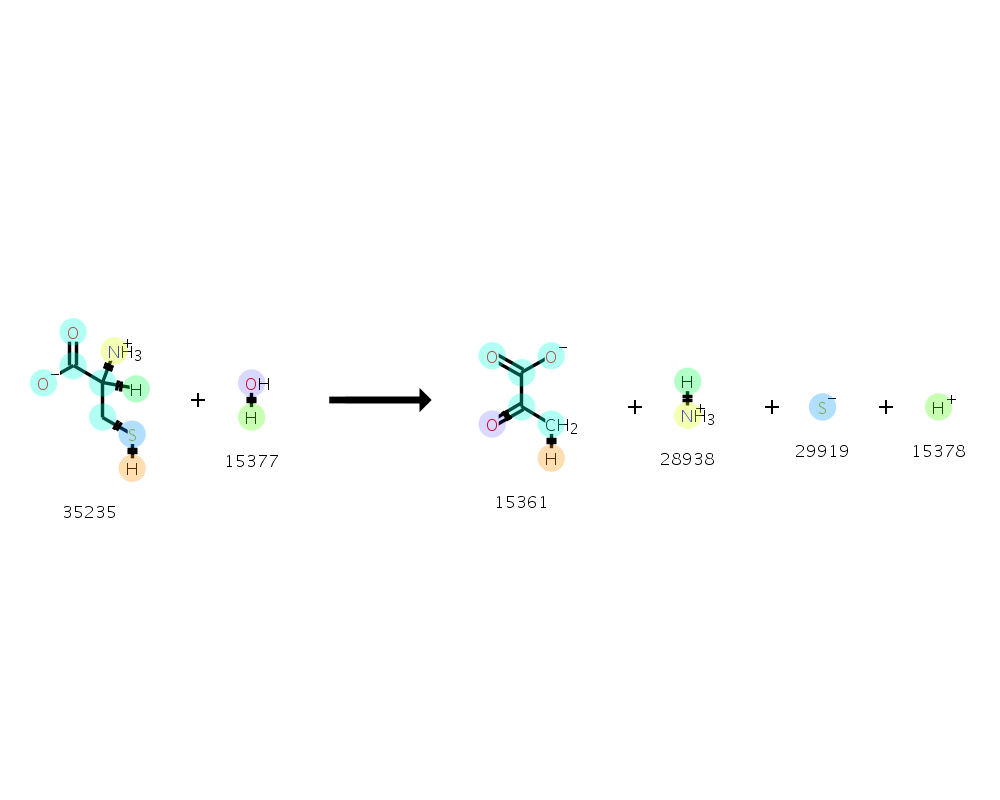 O
NH3+
O−
H
S
H
35235
+
OH
H
15377
O
O−
O
CH2
H
15361
+
H
NH3+
28938
+
S−
29919
+
H+
15378